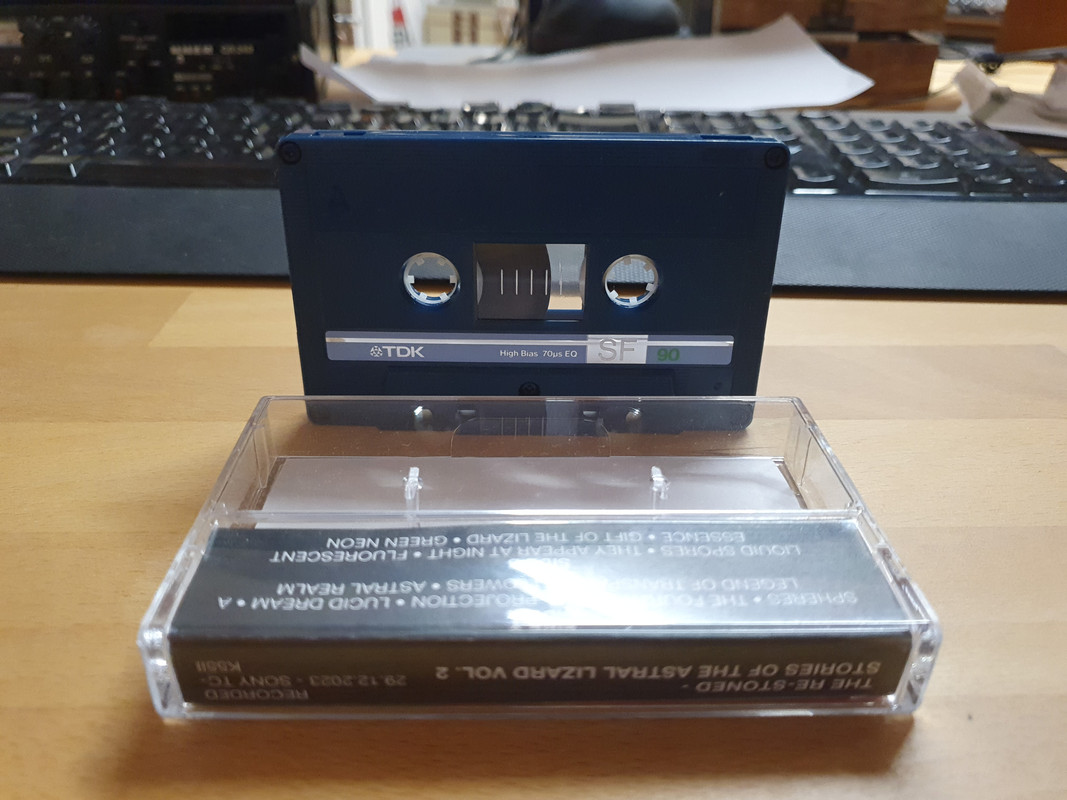 A
TDK High Bias 70µs EQ SF 90
ESSENCE • GIFT OF THE LIZARD • GREEN NEON
LIQUID SPORES • THEY APPEAR AT NIGHT • FLUORESCENT
LEGEND OF ASTRAL REALM
SPHERES • THE PROJECTION • LUCID DREAM • A
THE RE-STONED -
STORIES OF THE ASTRAL LIZARD VOL. 2
RECORDED
29.12.2023 - SONY TC-
K55II